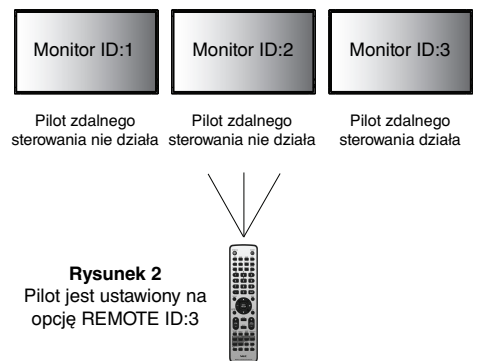 Monitor ID:1
Monitor ID:2
Monitor ID:3
Pilot zdalnego
sterowania nie działa
Pilot zdalnego
sterowania nie działa
Pilot zdalnego
sterowania działa
Rysunek 2
Pilot jest ustawiony na
opcję REMOTE ID:3